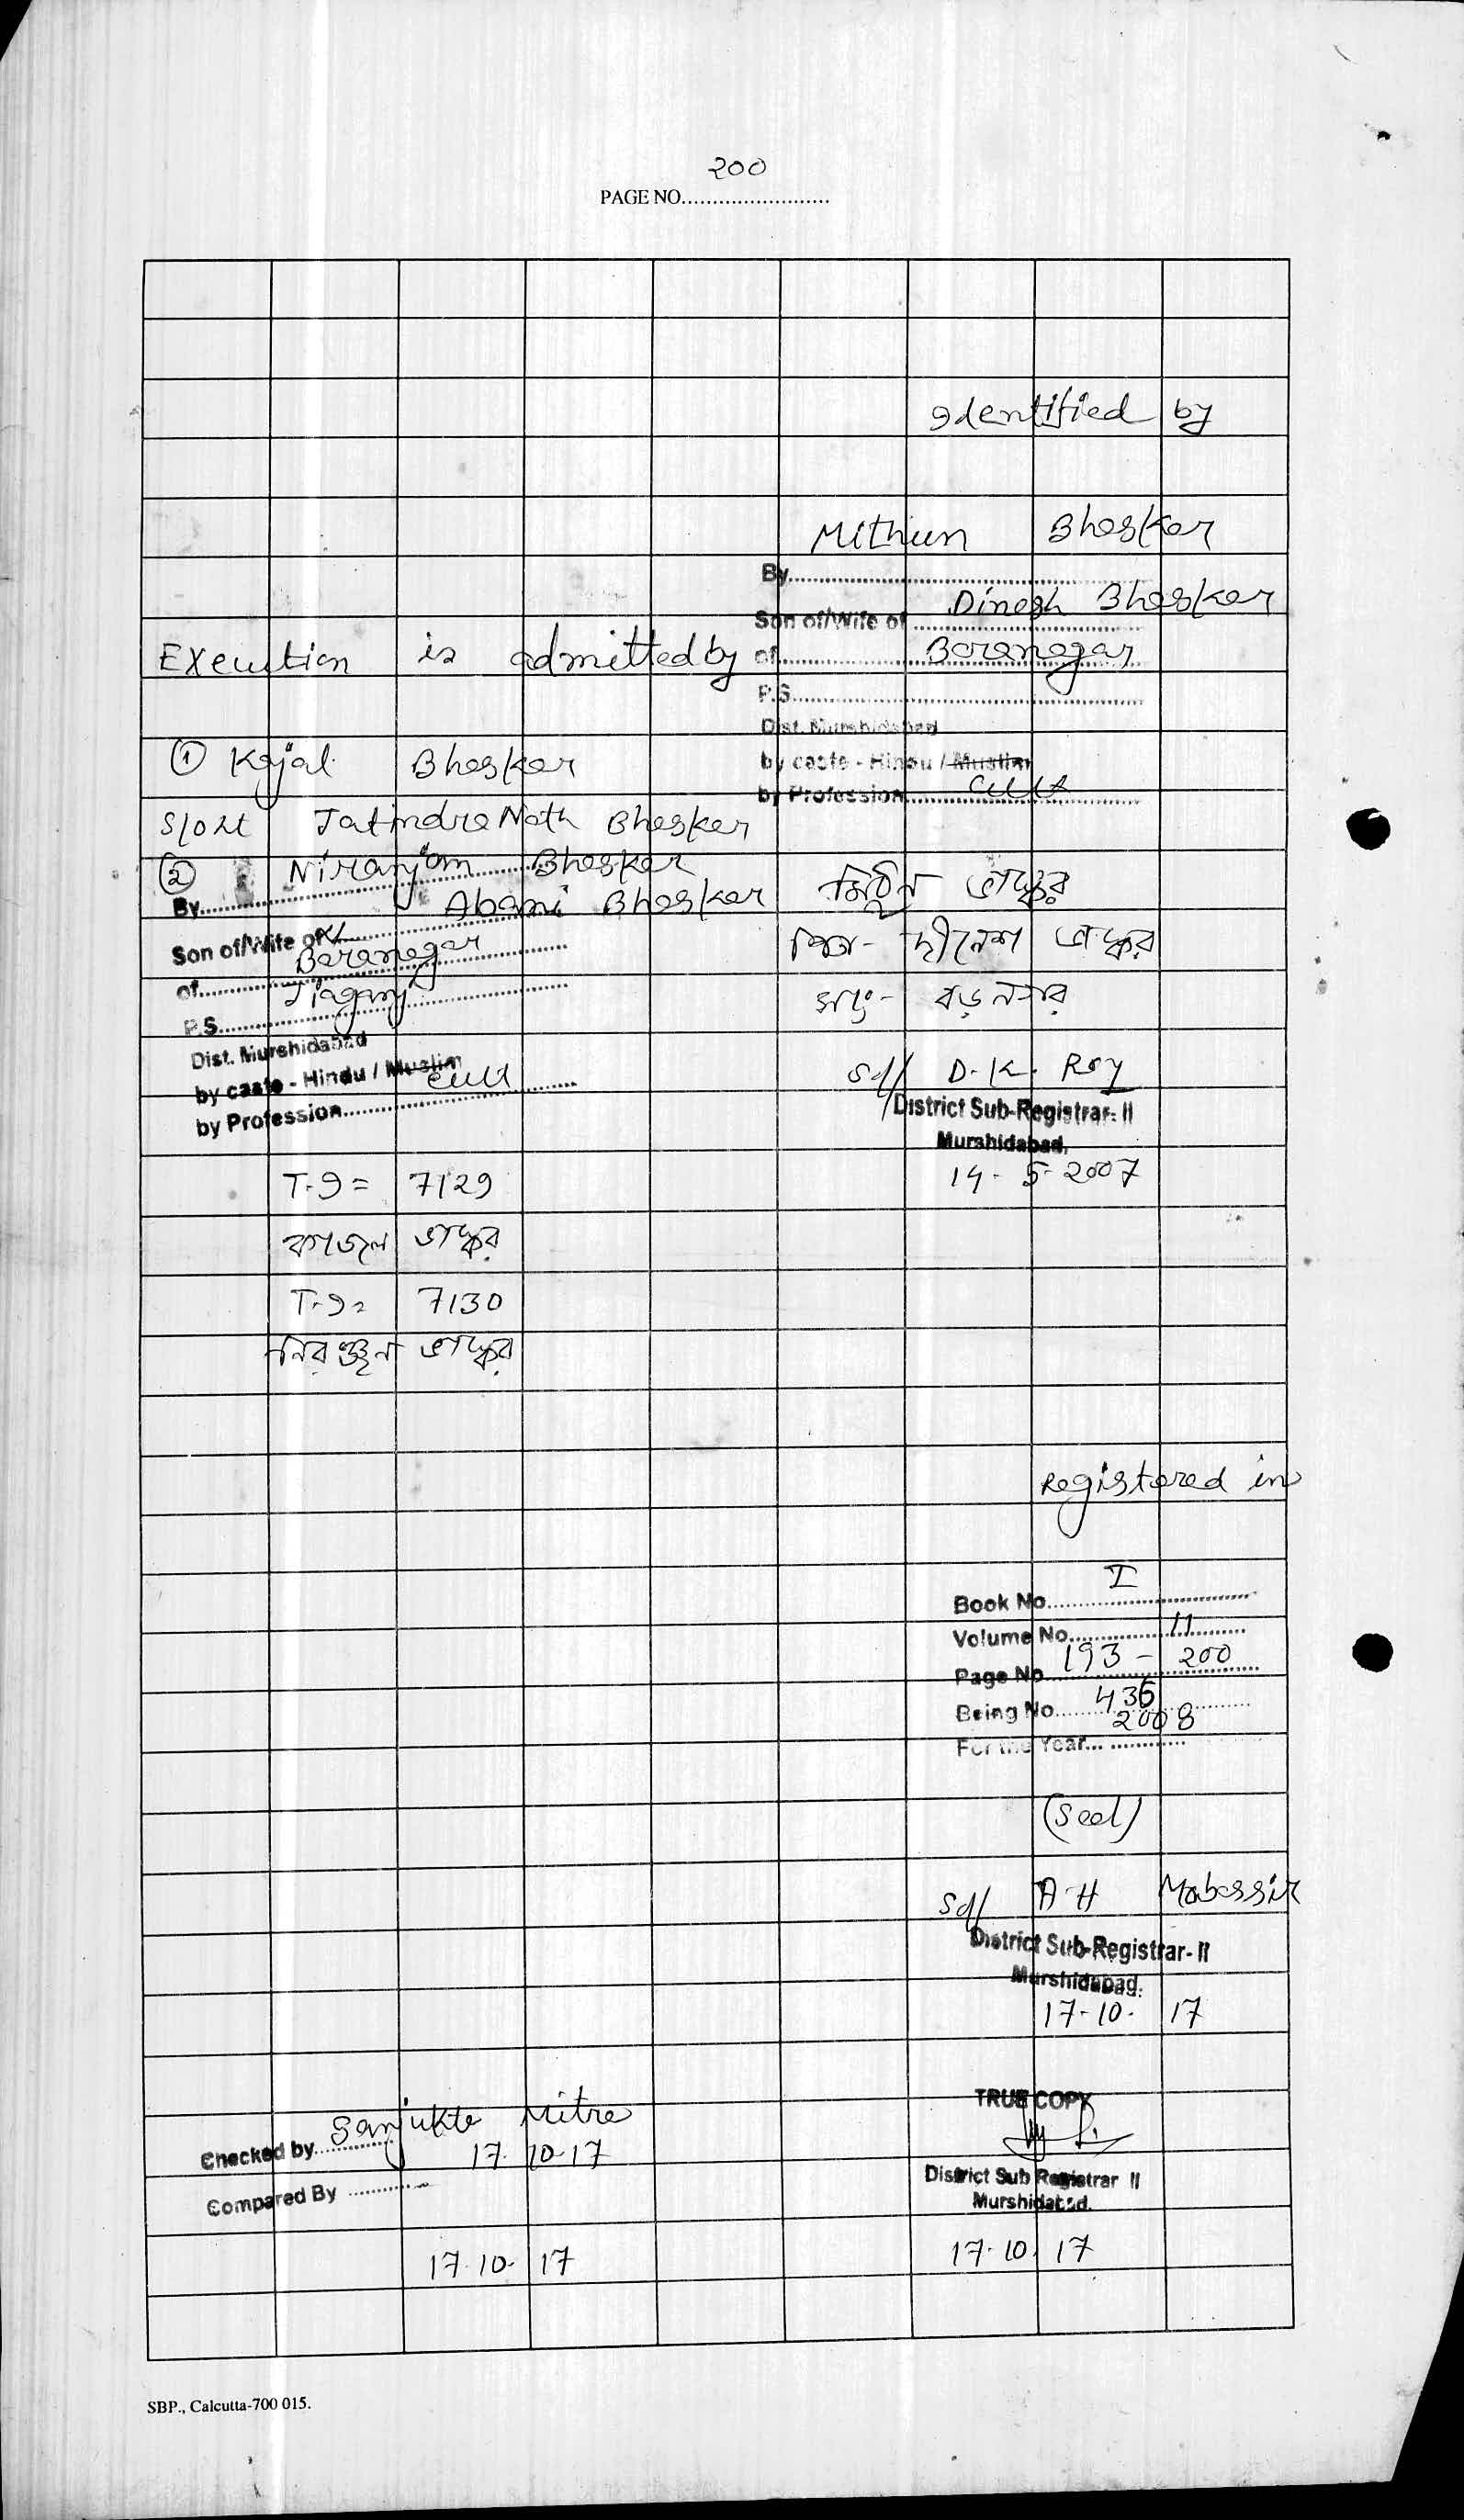 200
PAGE NO.........................
Identified by
Mithun Bhaskar
By
Son of/Wife of Dinesh Bhaskar
of Baranagar
P.S.
Dist. Murshidabad
by caste - Hindu / Muslim
by Profession Cult
Execution is admitted by
① Kajal Bhaskar
S/o Lt Jatindra Nath Bhaskar
② Niranjan Bhaskar
By
Son of/Wife of Lt Abani Bhaskar
of Baranagar
P.S. Jiaganj
Dist. Murshidabad
by caste - Hindu / Muslim
by Profession Cult
মিঠুন ভাস্কর
পিতা- দীনেশ ভাস্কর
সাং- বড়নগর
Sd/ D. K. Roy
District Sub-Registrar- II
Murshidabad.
14-5-2007
T.I = 7129
কাজল ভাস্কর
T.I = 7130
নিরঞ্জন ভাস্কর
Registered in
Book No. I
Volume No. 11
Page No. 193 - 200
Being No. 436
For the Year 2008
(Seal)
Sd/ A H Mabassir
District Sub-Registrar- II
Murshidabad.
17-10-17
Checked by Sanjukta Mitra
17.10.17
Compared By
17.10.17
TRUE COPY
District Sub Registrar II
Murshidabad.
17.10.17
SBP., Calcutta-700 015.